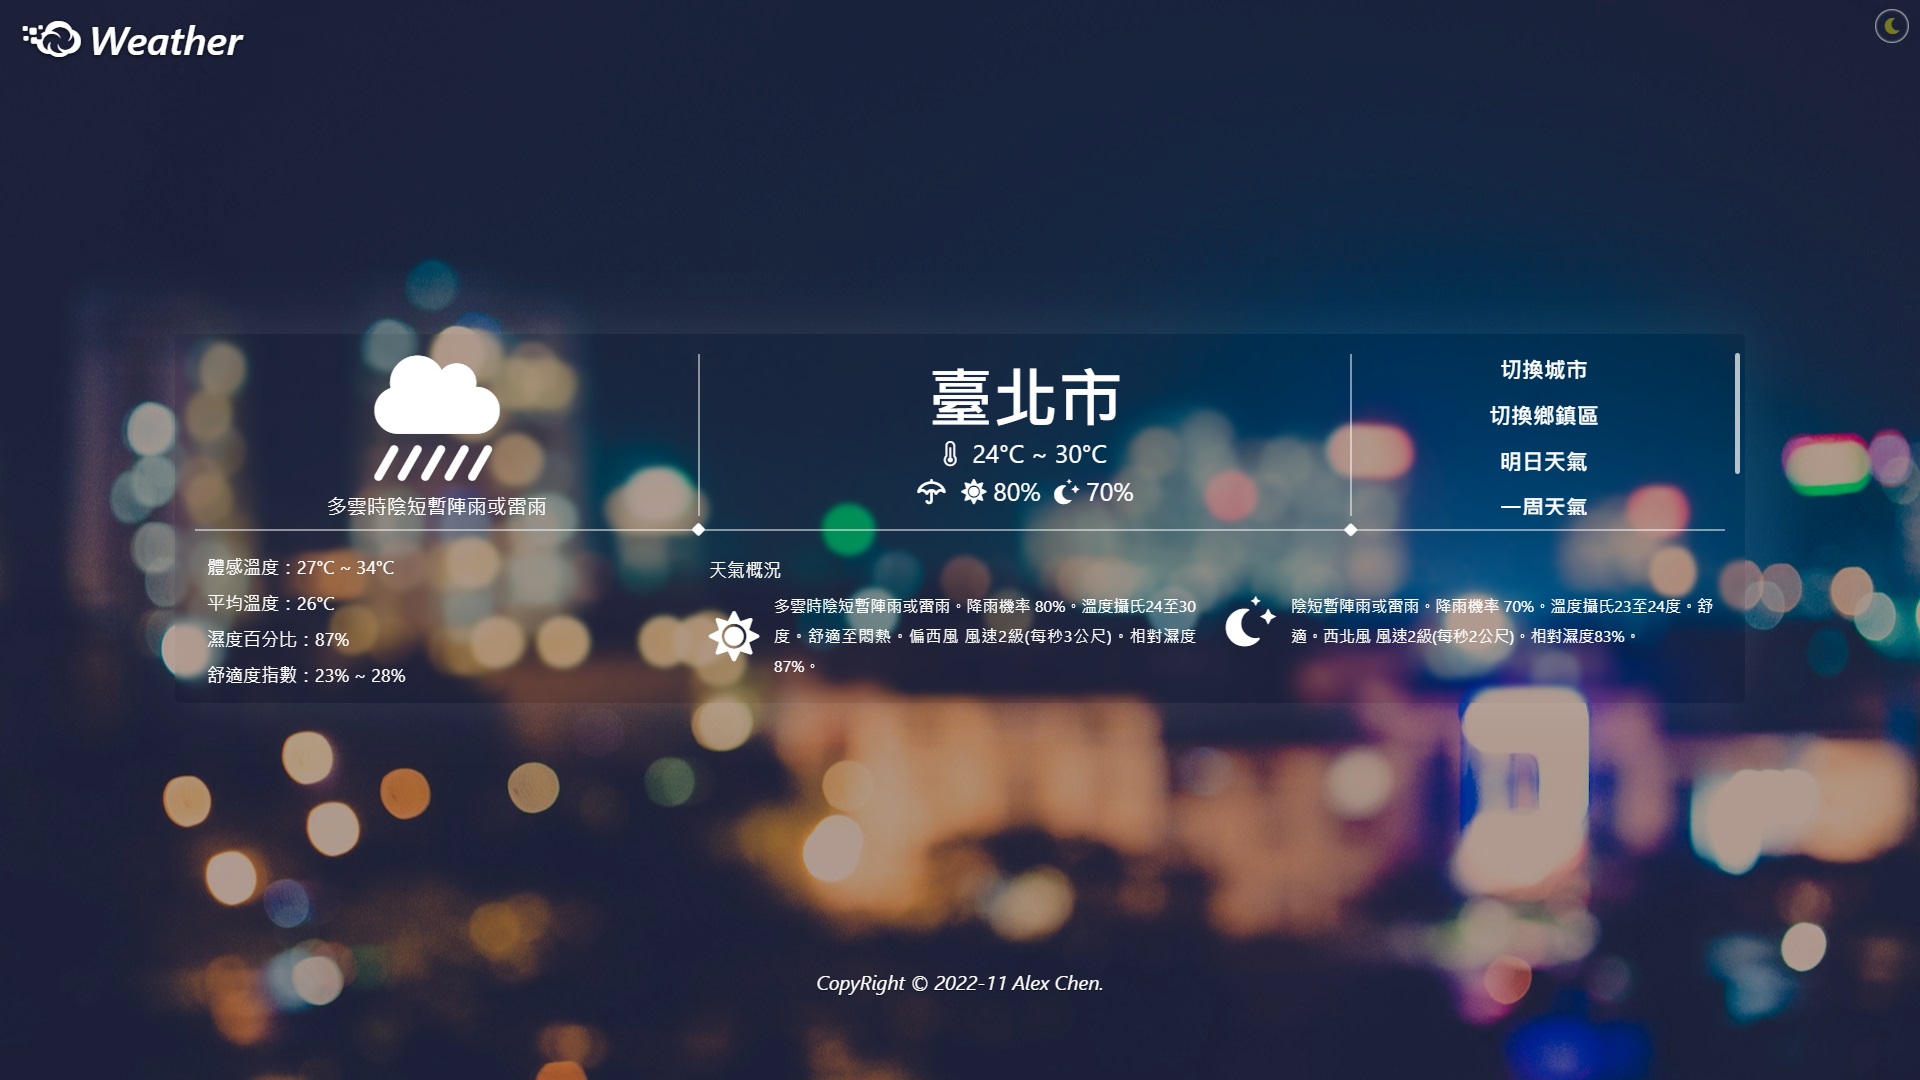 Weather
臺北市
24°C ~ 30°C
80% 70%
多雲時陰短暫陣雨或雷雨
切換城市
切換鄉鎮區
明日天氣
一周天氣
體感溫度：27°C ~ 34°C
平均溫度：26°C
濕度百分比：87%
舒適度指數：23% ~ 28%
天氣概況
多雲時陰短暫陣雨或雷雨。降雨機率 80%。溫度攝氏24至30
度。舒適至悶熱。偏西風 風速2級(每秒3公尺)。相對濕度
87%。
陰短暫陣雨或雷雨。降雨機率 70%。溫度攝氏23至24度。舒
適。西北風 風速2級(每秒2公尺)。相對濕度83%。
CopyRight © 2022-11 Alex Chen.